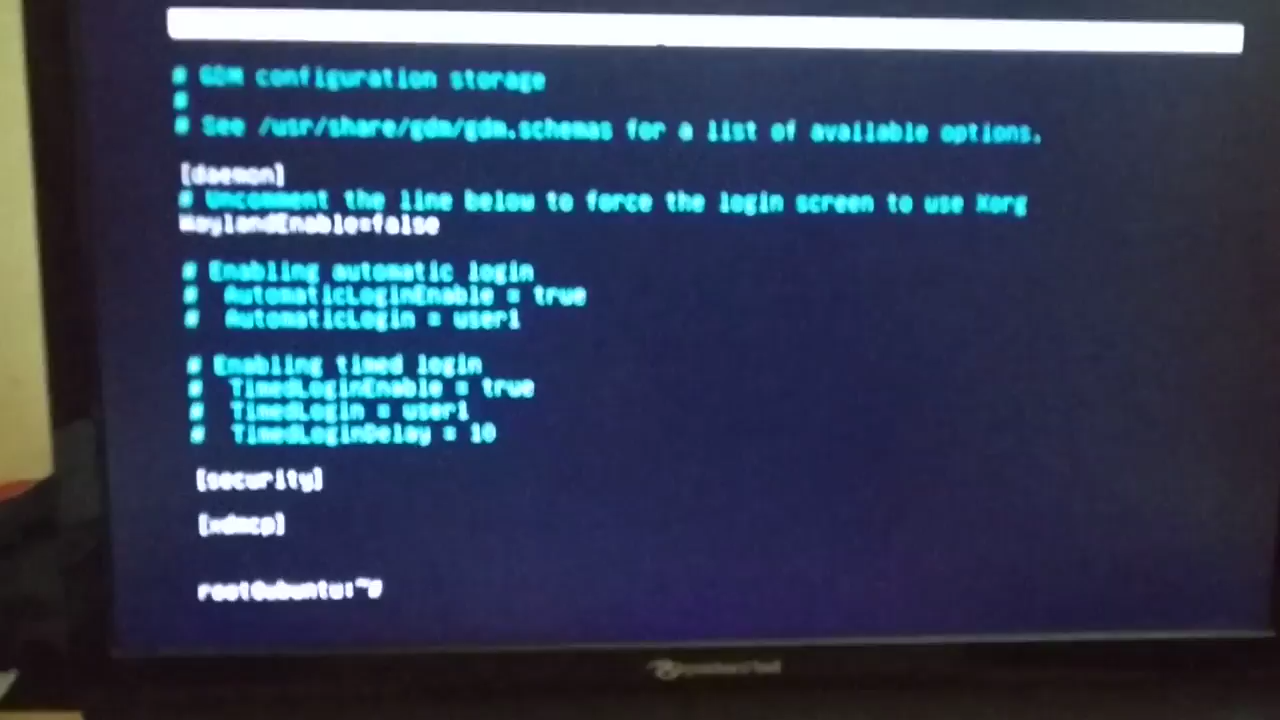 # GDM configuration storage
#
# See /usr/share/gdm/gdm.schemas for a list of available options.
[daemon]
# Uncomment the line below to force the login screen to use Xorg
WaylandEnable=false
# Enabling automatic login
#  AutomaticLoginEnable = true
#  AutomaticLogin = user1
# Enabling timed login
#  TimedLoginEnable = true
#  TimedLogin = user1
#  TimedLoginDelay = 10
[security]
[xdmcp]
root@ubuntu:~#